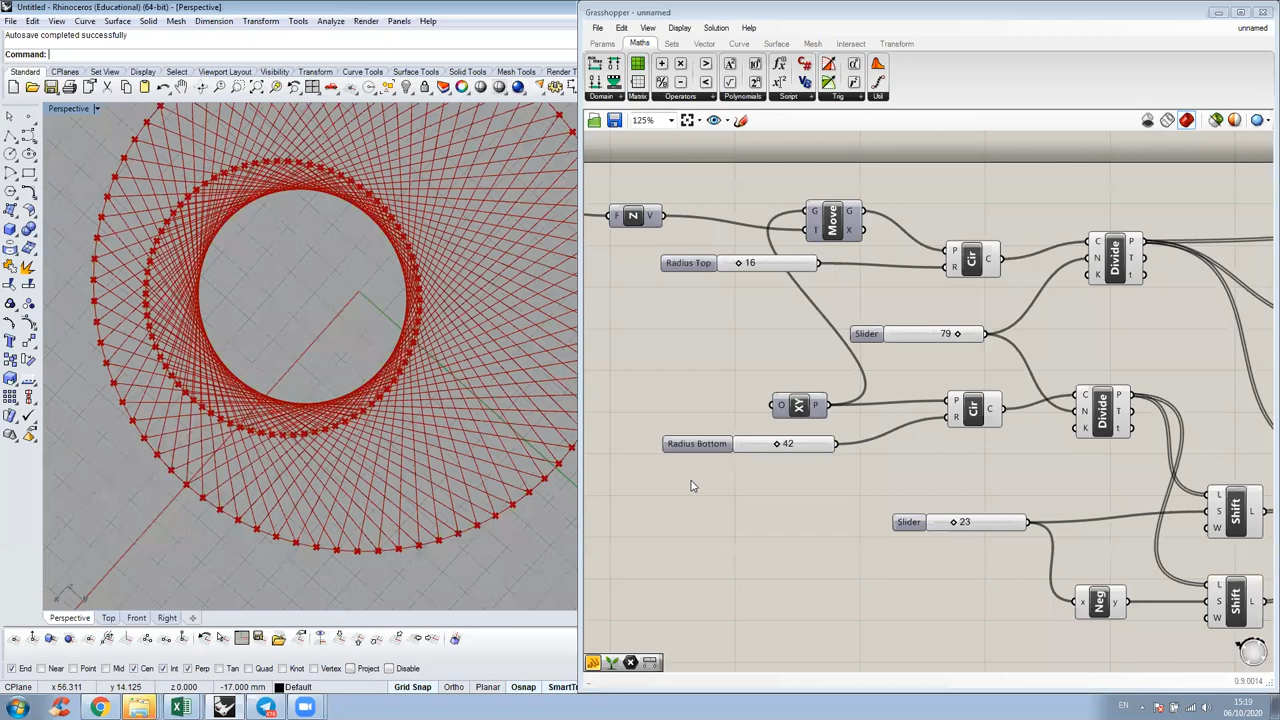 Untitled - Rhinoceros (Educational) (64-bit) - [Perspective]
File Edit View Curve Surface Solid Mesh Dimension Transform Tools Analyze Render Panels Help
Autosave completed successfully
Command:
Standard CPlanes Set View Display Select Viewport Layout Visibility Transform Curve Tools Surface Tools Solid Tools Mesh Tools Render T
Perspective
Perspective Top Front Right
End Near Point Mid Cen Int Perp Tan Quad Knot Vertex Project Disable
CPlane x 56.311 y 14.125 z 0.000 -17.000 mm Default Grid Snap Ortho Planar Osnap SmartTr
Grasshopper - unnamed
File Edit View Display Solution Help unnamed
Params Maths Sets Vector Curve Surface Mesh Intersect Transform
Domain Matrix Operators Polynomials Script Trig Util
125%
F Z V
G T Move G X
Radius Top 16
P R Cir C
C N K Divide P T t
Slider 79
O XY P
Radius Bottom 42
P R Cir C
C N K Divide P T t
Slider 23
L S W Shift L
x Neg y
L S W Shift L
0.9.0014
EN 15:19
06/10/2020